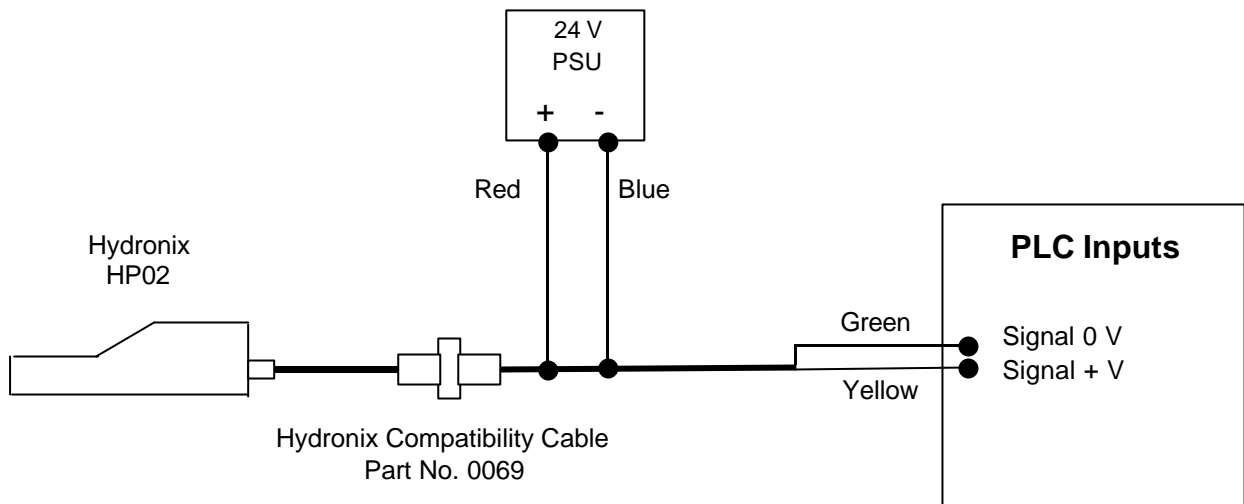 24 V
PSU
+ -
Red Blue
PLC Inputs
Hydronix
HP02
Green
Signal 0 V
Signal + V
Yellow
Hydronix Compatibility Cable
Part No. 0069